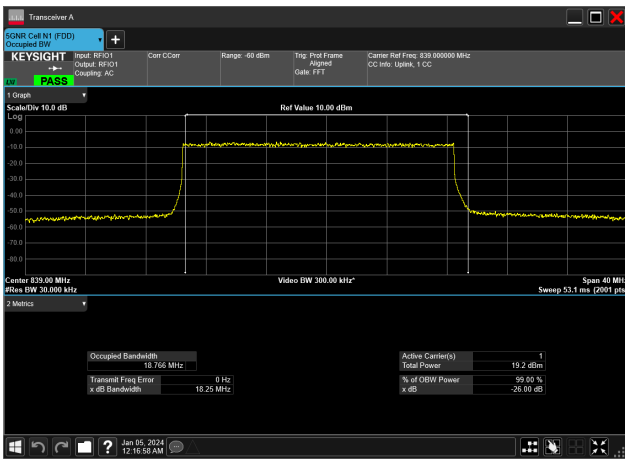 Transceiver A
5GNR Cell N1 (FDD)
Occupied BW
KEYSIGHT
LXI
PASS
Input: RFIO1
Output: RFIO1
Coupling: AC
Corr CCorr
Range: -60 dBm
Trig: Prot Frame
Aligned
Gate: FFT
Carrier Ref Freq: 839.000000 MHz
CC Info: Uplink, 1 CC
1 Graph
Scale/Div 10.0 dB
Ref Value 10.00 dBm
Log
0.00
-10.0
-20.0
-30.0
-40.0
-50.0
-60.0
-70.0
-80.0
Center 839.00 MHz
Video BW 300.00 kHz*
Span 40 MH
#Res BW 30.000 kHz
Sweep 53.1 ms (2001 pts
2 Metrics
Occupied Bandwidth
18.766 MHz
Active Carrier(s) 1
Total Power 19.2 dBm
Transmit Freq Error 0 Hz
x dB Bandwidth 18.25 MHz
% of OBW Power 99.00 %
x dB -26.00 dB
? Jan 05, 2024
12:16:58 AM